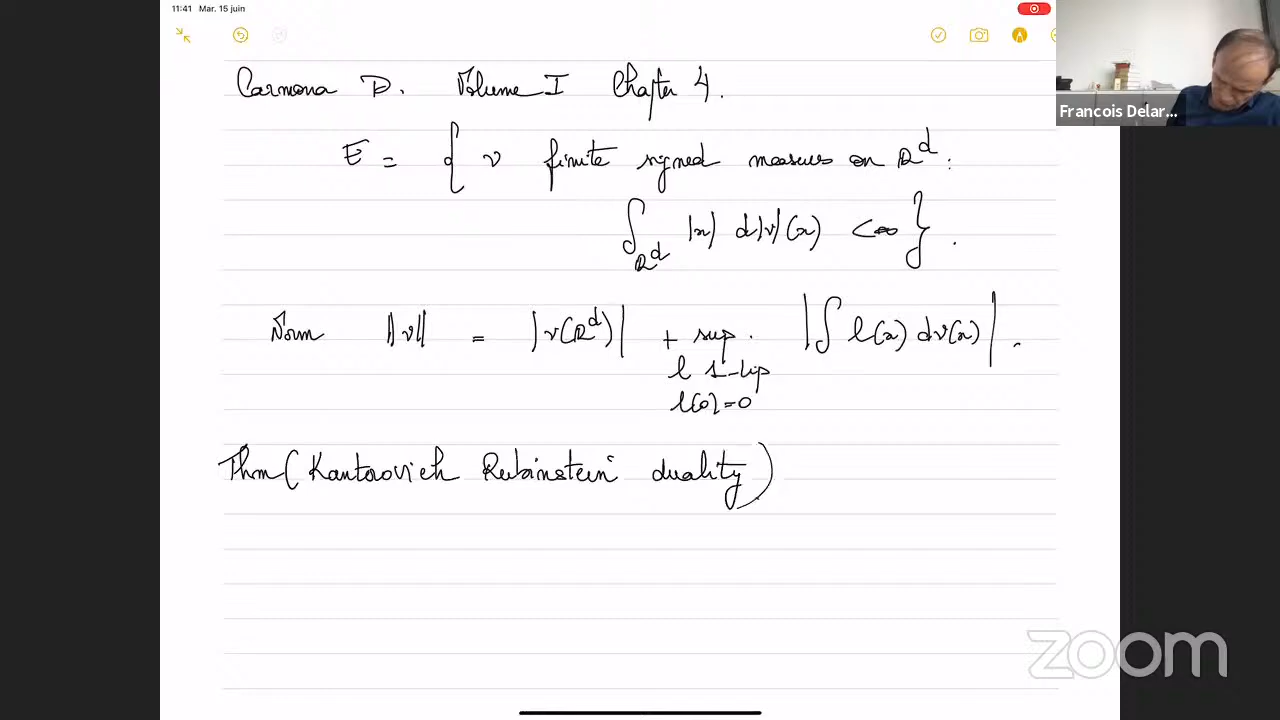 11:41 Mar. 15 juin
Carmona D. Volume I Chapter 4.
E = { ν finite signed measures on ℝ^d :
∫_{ℝ^d} |x| d|ν|(x) < ∞ } .
Norm ‖ν‖ = |ν(ℝ^d)| + sup. | ∫ l(x) dν(x) | .
l 1-Lip
l(0)=0
Thm (Kantorovich Rubinstein duality)
Francois Delar...
zoom